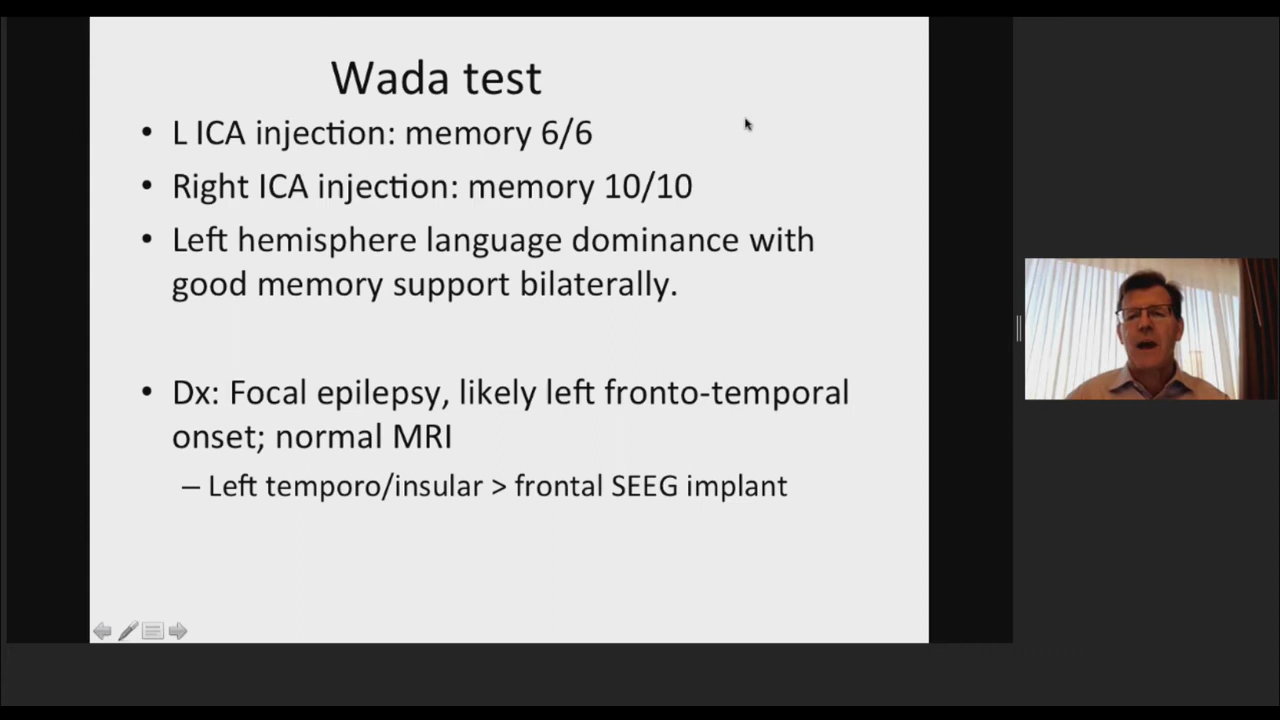 Wada test
• L ICA injection: memory 6/6
• Right ICA injection: memory 10/10
• Left hemisphere language dominance with
good memory support bilaterally.
• Dx: Focal epilepsy, likely left fronto-temporal
onset; normal MRI
– Left temporo/insular > frontal SEEG implant